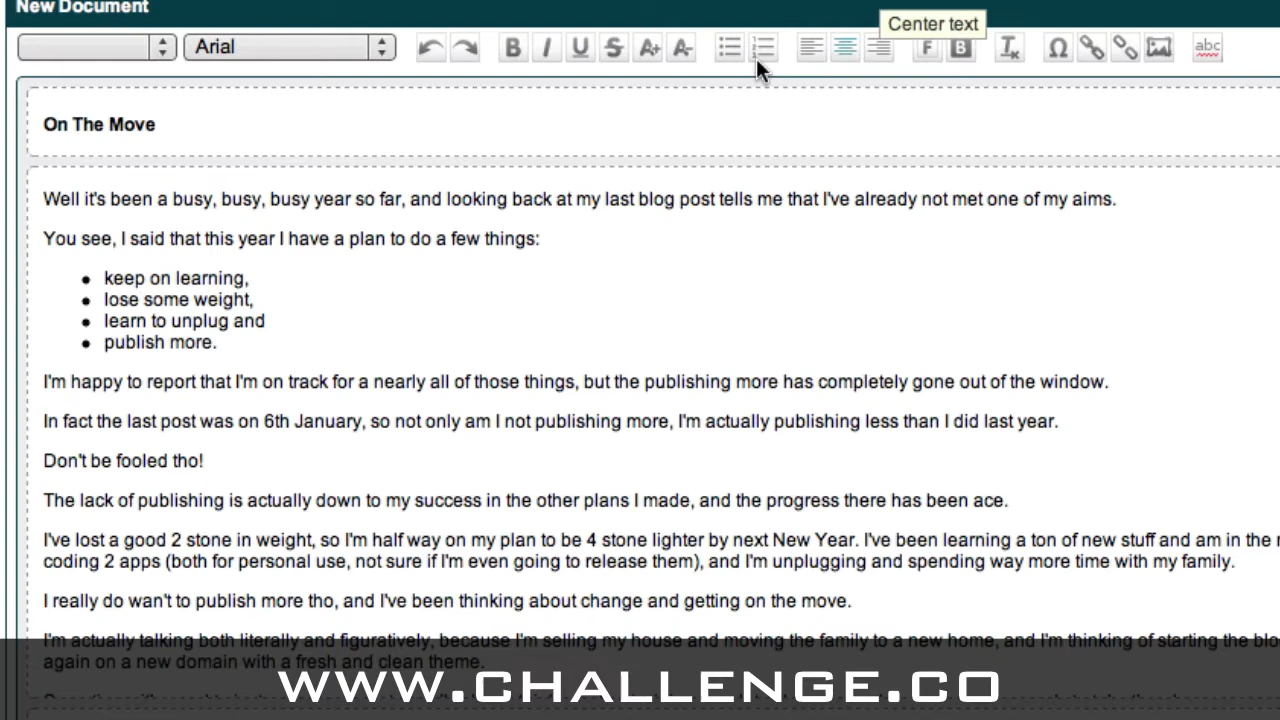 New Document
Center text
Arial
B I U S A+ A- F B Tx Ω abc
On The Move
Well it's been a busy, busy, busy year so far, and looking back at my last blog post tells me that I've already not met one of my aims.
You see, I said that this year I have a plan to do a few things:
keep on learning,
lose some weight,
learn to unplug and
publish more.
I'm happy to report that I'm on track for a nearly all of those things, but the publishing more has completely gone out of the window.
In fact the last post was on 6th January, so not only am I not publishing more, I'm actually publishing less than I did last year.
Don't be fooled tho!
The lack of publishing is actually down to my success in the other plans I made, and the progress there has been ace.
I've lost a good 2 stone in weight, so I'm half way on my plan to be 4 stone lighter by next New Year. I've been learning a ton of new stuff and am in the
coding 2 apps (both for personal use, not sure if I'm even going to release them), and I'm unplugging and spending way more time with my family.
I really do wan't to publish more tho, and I've been thinking about change and getting on the move.
I'm actually talking both literally and figuratively, because I'm selling my house and moving the family to a new home, and I'm thinking of starting the blo
again on a new domain with a fresh and clean theme.
WWW.CHALLENGE.CO